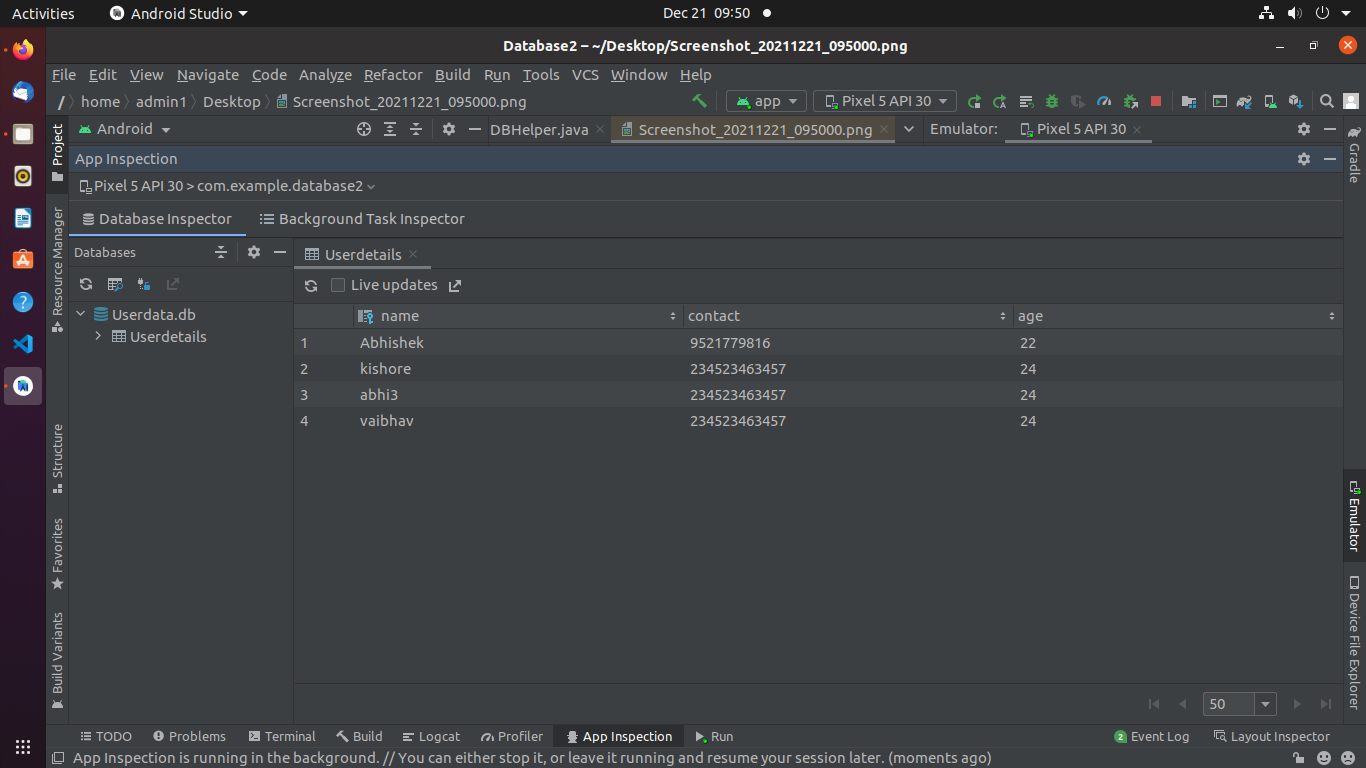 Activities Android Studio Dec 21 09:50
Database2 – ~/Desktop/Screenshot_20211221_095000.png
File Edit View Navigate Code Analyze Refactor Build Run Tools VCS Window Help
/ home admin1 Desktop Screenshot_20211221_095000.png app Pixel 5 API 30
Project Android DBHelper.java Screenshot_20211221_095000.png Emulator: Pixel 5 API 30 Gradle
App Inspection
Pixel 5 API 30 > com.example.database2
Database Inspector Background Task Inspector
Resource Manager
Databases Userdetails
Live updates
Userdata.db name contact age
Userdetails
1 Abhishek 9521779816 22
2 kishore 234523463457 24
3 abhi3 234523463457 24
4 vaibhav 234523463457 24
Structure
Emulator
Favorites
Device File Explorer
Build Variants
50
TODO Problems Terminal Build Logcat Profiler App Inspection Run 2 Event Log Layout Inspector
App Inspection is running in the background. // You can either stop it, or leave it running and resume your session later. (moments ago)